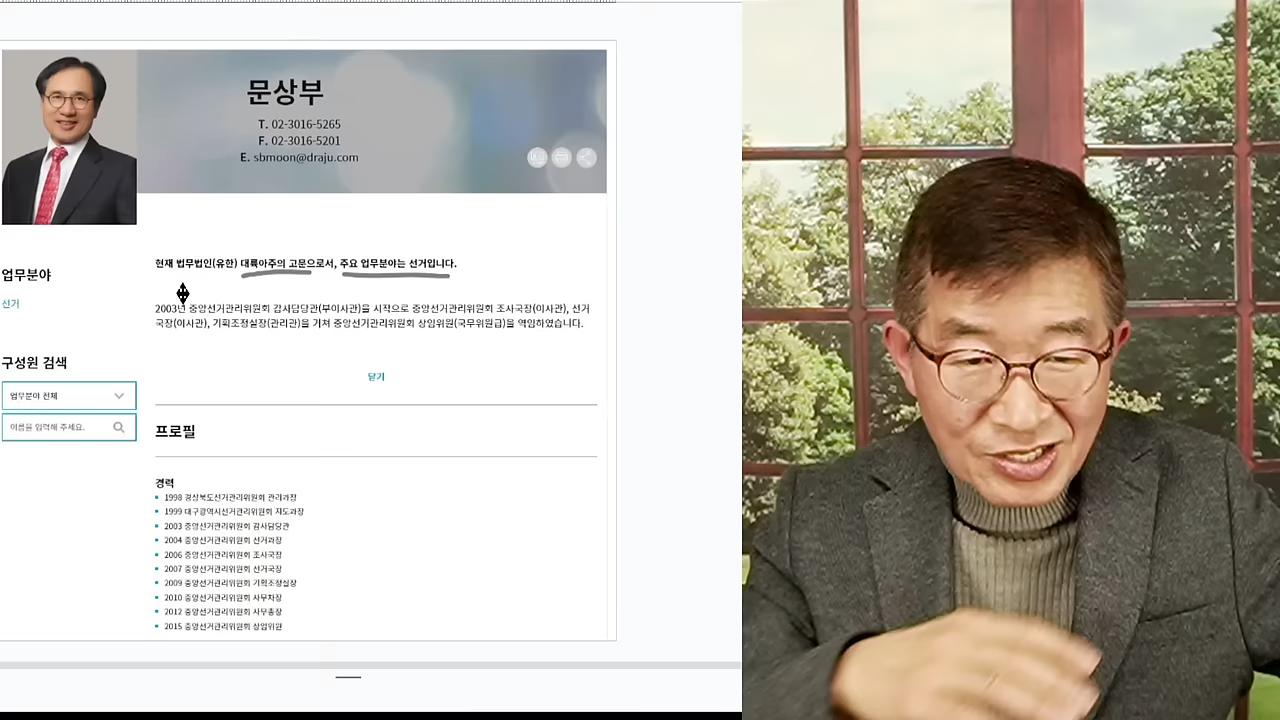 문상부
T. 02-3016-5265
F. 02-3016-5201
E. sbmoon@draju.com
업무분야
선거
구성원 검색
업무분야 전체
이름을 입력해 주세요.
현재 법무법인(유한) 대륙아주의 고문으로서, 주요 업무분야는 선거입니다.
2003년 중앙선거관리위원회 감사담당관(부이사관)을 시작으로 중앙선거관리위원회 조사국장(이사관), 선거
국장(이사관), 기획조정실장(관리관)을 거쳐 중앙선거관리위원회 상임위원(국무위원급)을 역임하였습니다.
닫기
프로필
경력
1998 경상북도선거관리위원회 관리과장
1999 대구광역시선거관리위원회 지도과장
2003 중앙선거관리위원회 감사담당관
2004 중앙선거관리위원회 선거과장
2006 중앙선거관리위원회 조사국장
2007 중앙선거관리위원회 선거국장
2009 중앙선거관리위원회 기획조정실장
2010 중앙선거관리위원회 사무차장
2012 중앙선거관리위원회 사무총장
2015 중앙선거관리위원회 상임위원